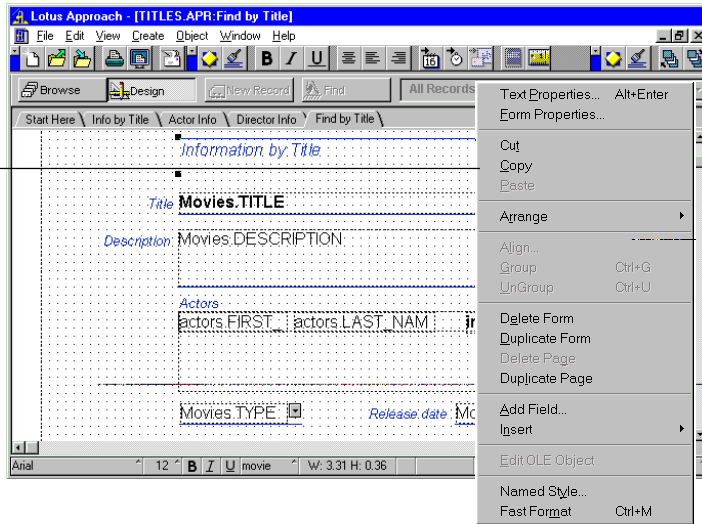 Lotus Approach - [TITLES.APR:Find by Title]
File Edit View Create Object Window Help
B I U 16
Browse Design New Record Find All Records
Start Here Info by Title Actor Info Director Info Find by Title
Information by Title
Title Movies.TITLE
Description Movies.DESCRIPTION
Actors
actors.FIRST_ actors.LAST_NAM
Movies.TYPE Release date Mo
Arial 12 B I U movie W: 3.31 H: 0.36
Text Properties... Alt+Enter
Form Properties...
Cut
Copy
Paste
Arrange
Align...
Group Ctrl+G
UnGroup Ctrl+U
Delete Form
Duplicate Form
Delete Page
Duplicate Page
Add Field...
Insert
Edit OLE Object
Named Style...
Fast Format Ctrl+M